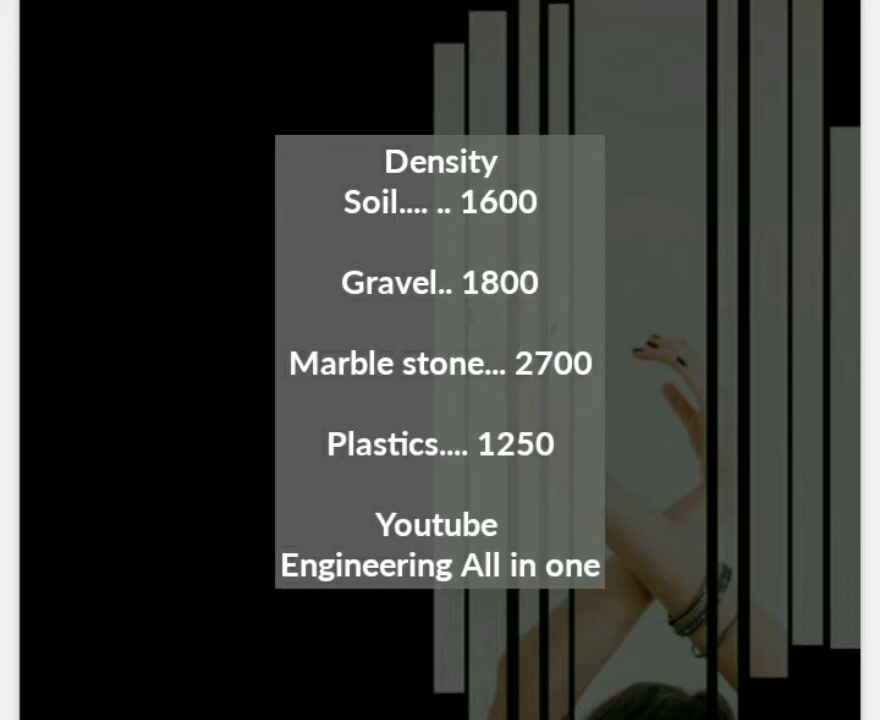 Density
Soil.... .. 1600
Gravel.. 1800
Marble stone... 2700
Plastics.... 1250
Youtube
Engineering All in one